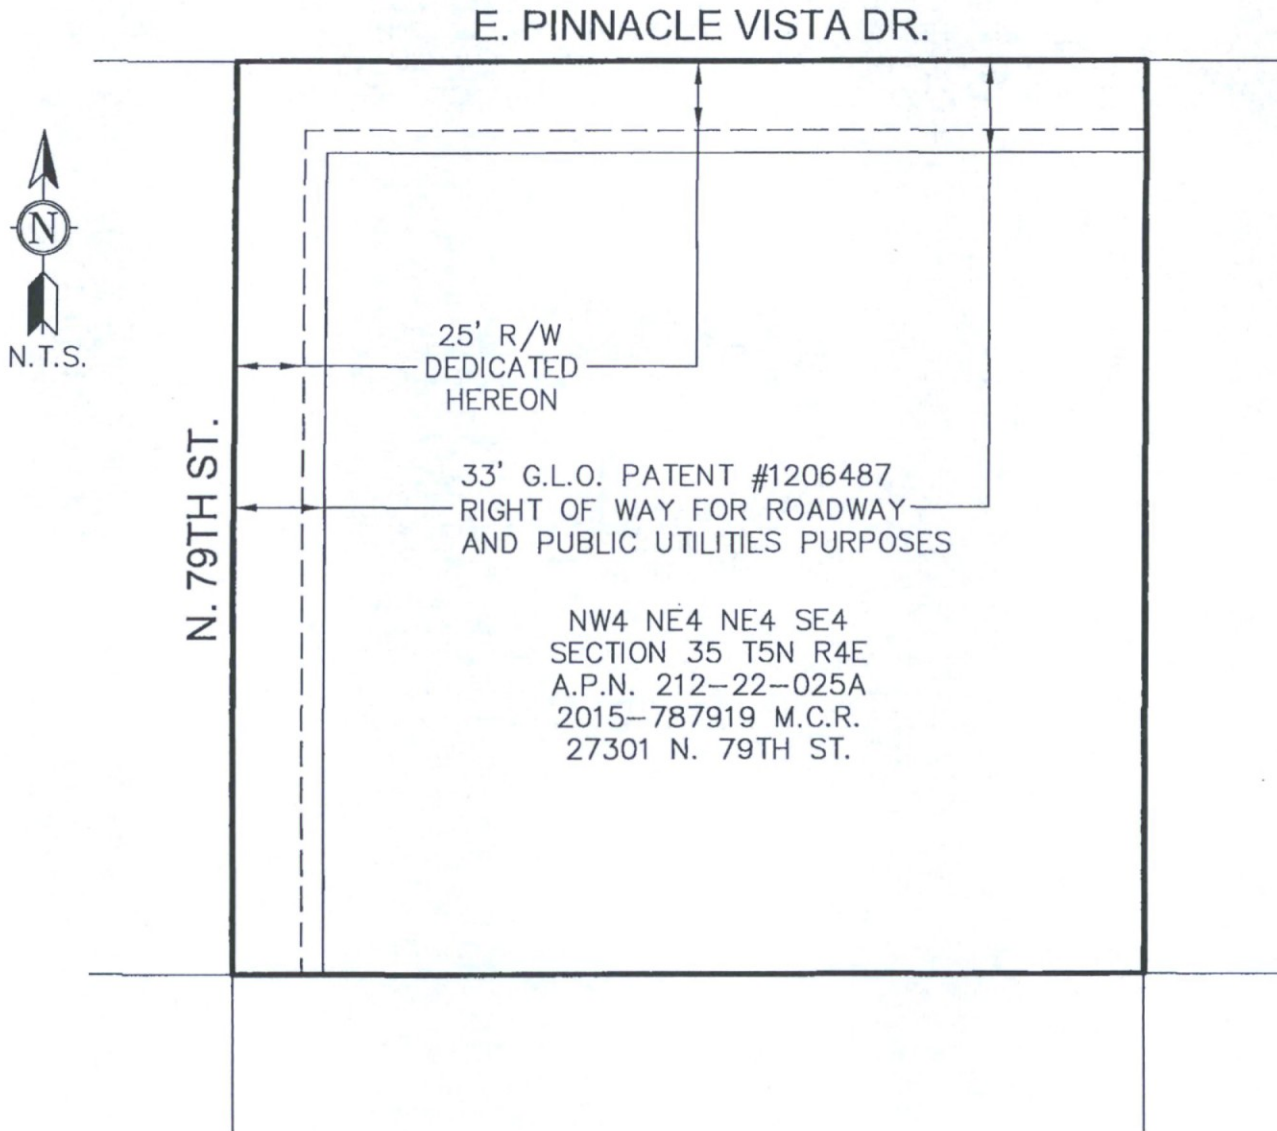 E. PINNACLE VISTA DR.
N
N.T.S.
25' R/W
DEDICATED
HEREON
N. 79TH ST.
33' G.L.O. PATENT #1206487
RIGHT OF WAY FOR ROADWAY
AND PUBLIC UTILITIES PURPOSES
NW4 NE4 NE4 SE4
SECTION 35 T5N R4E
A.P.N. 212-22-025A
2015-787919 M.C.R.
27301 N. 79TH ST.